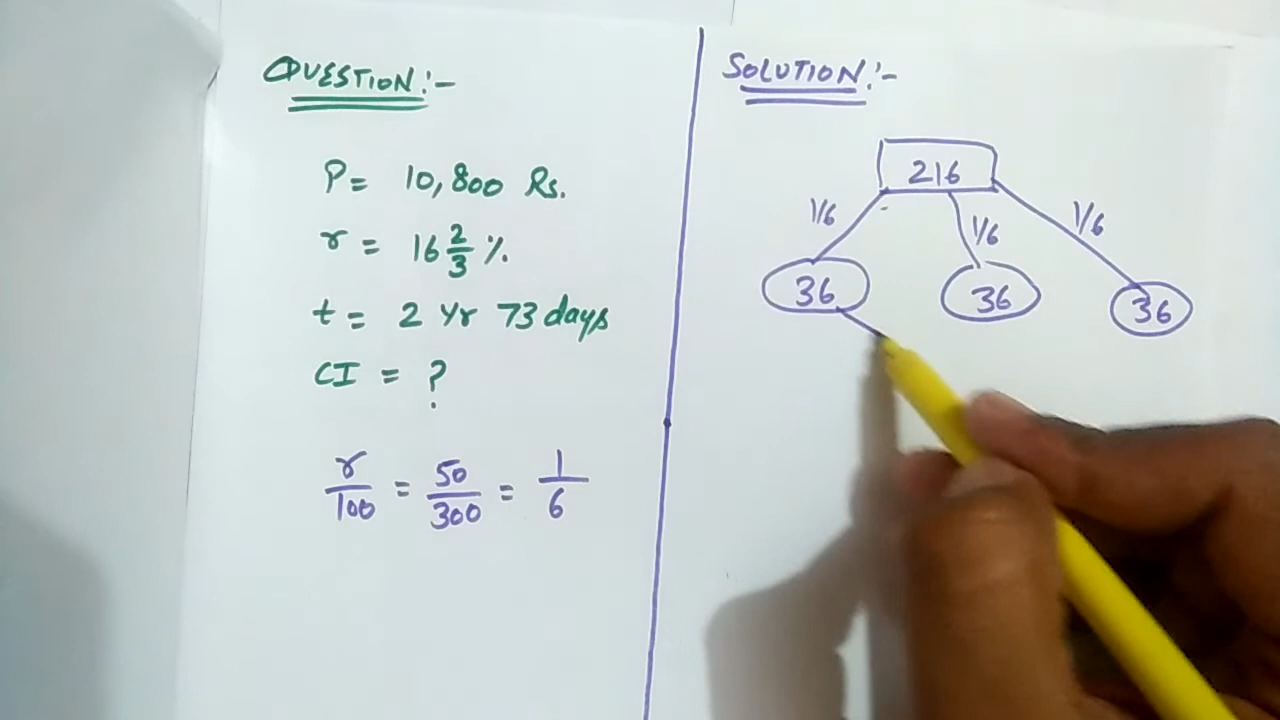 QUESTION:-
P = 10,800 Rs.
r = 16 2/3 %
t = 2 Yr 73 days
CI = ?
r/100 = 50/300 = 1/6
SOLUTION:-
216
1/6 1/6 1/6
36 36 36